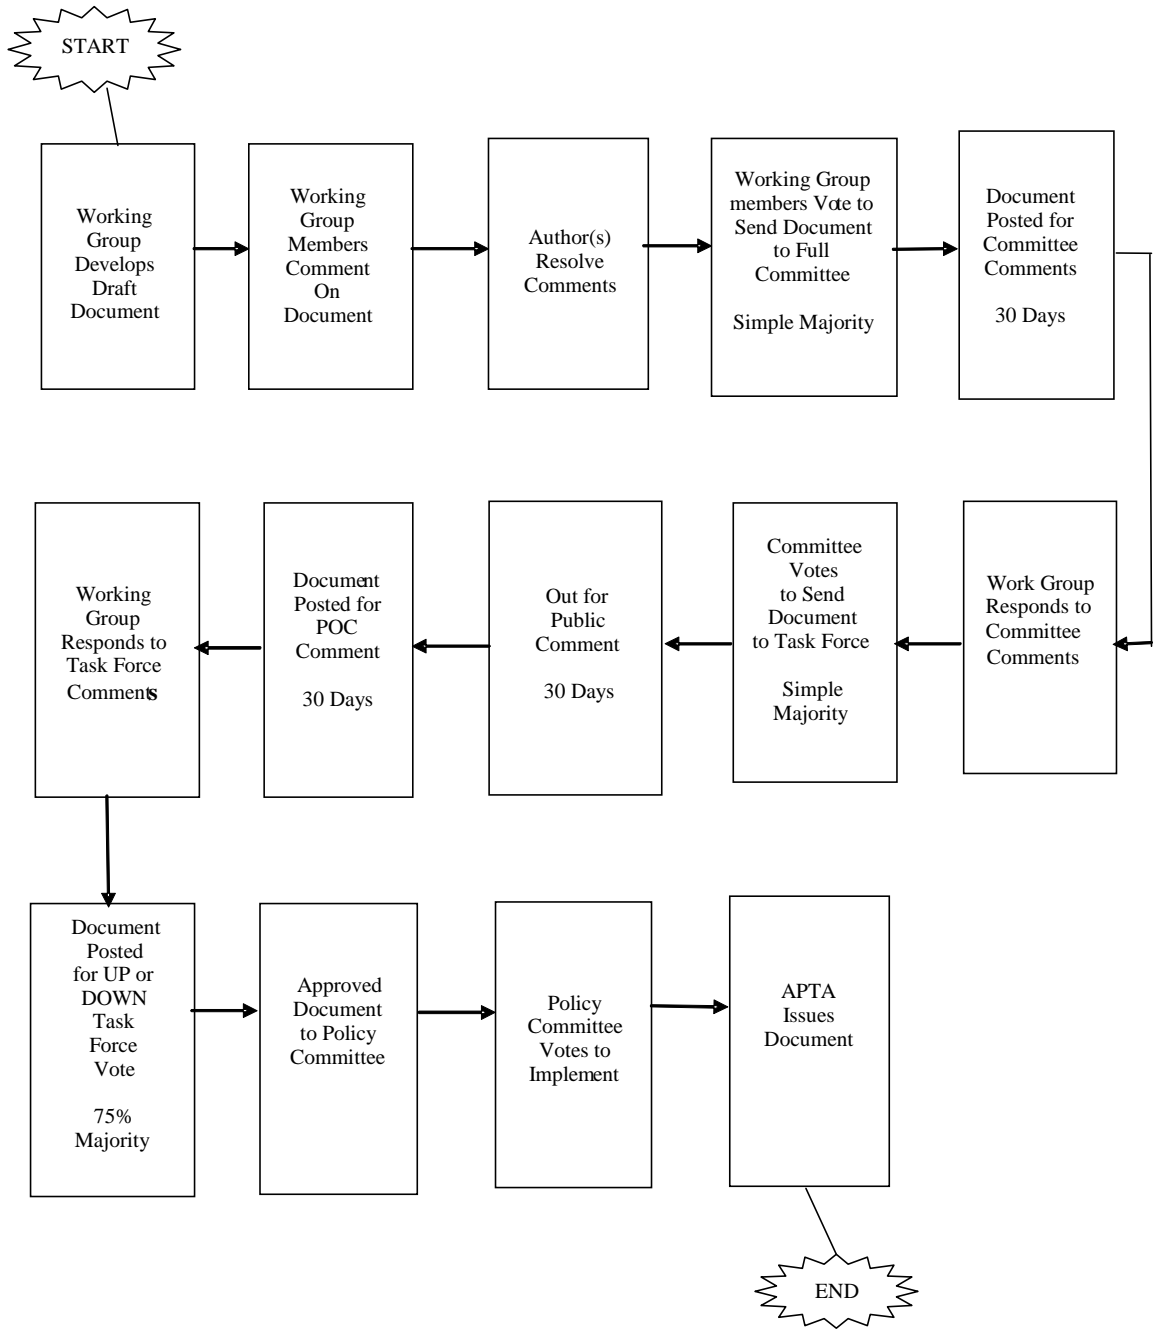 START
Working
Group
Develops
Draft
Document
Working
Group
Members
Comment
On
Document
Author(s)
Resolve
Comments
Working Group
members Vote to
Send Document
to Full
Committee
Simple Majority
Document
Posted for
Committee
Comments
30 Days
Work Group
Responds to
Committee
Comments
Committee
Votes
to Send
Document
to Task Force
Simple
Majority
Out for
Public
Comment
30 Days
Document
Posted for
POC
Comment
30 Days
Working
Group
Responds to
Task Force
Comments
Document
Posted
for UP or
DOWN
Task
Force
Vote
75%
Majority
Approved
Document
to Policy
Committee
Policy
Committee
Votes to
Implement
APTA
Issues
Document
END